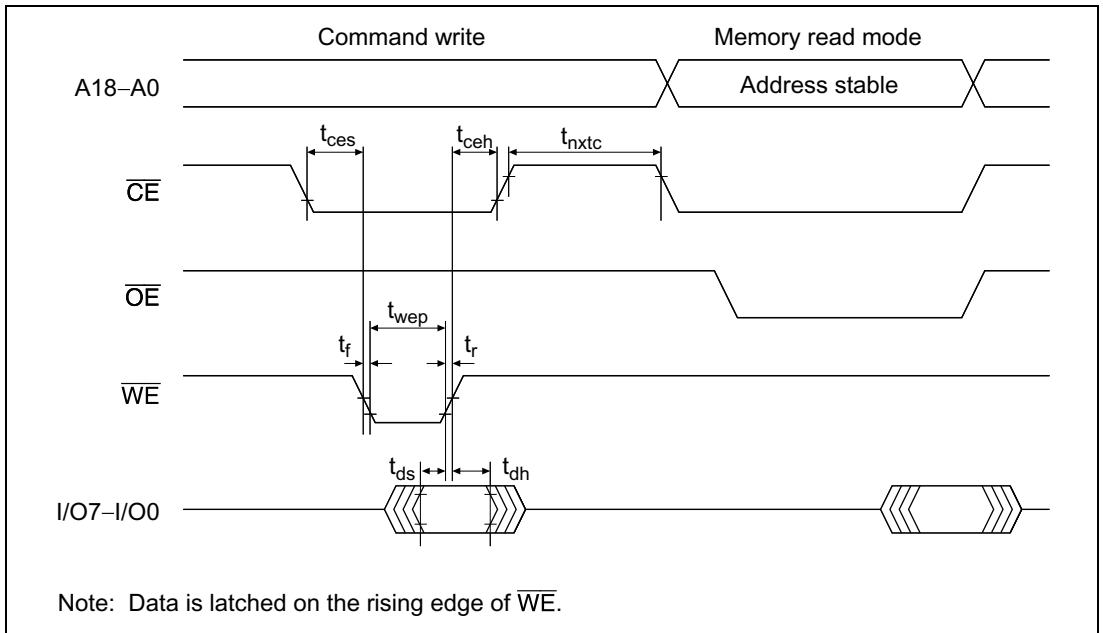 Command write Memory read mode
A18–A0 Address stable
tces tceh tnxtc
CE
OE
twep
tf tr
WE
tds tdh
I/O7–I/O0
Note: Data is latched on the rising edge of WE.